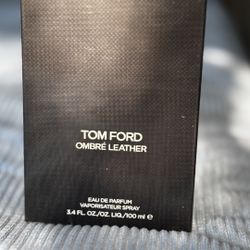 TOM FORD
OMBRÉ LEATHER
EAU DE PARFUM
VAPORISATEUR SPRAY
3.4 FL. OZ./OZ. LIQ./100 ml ℮